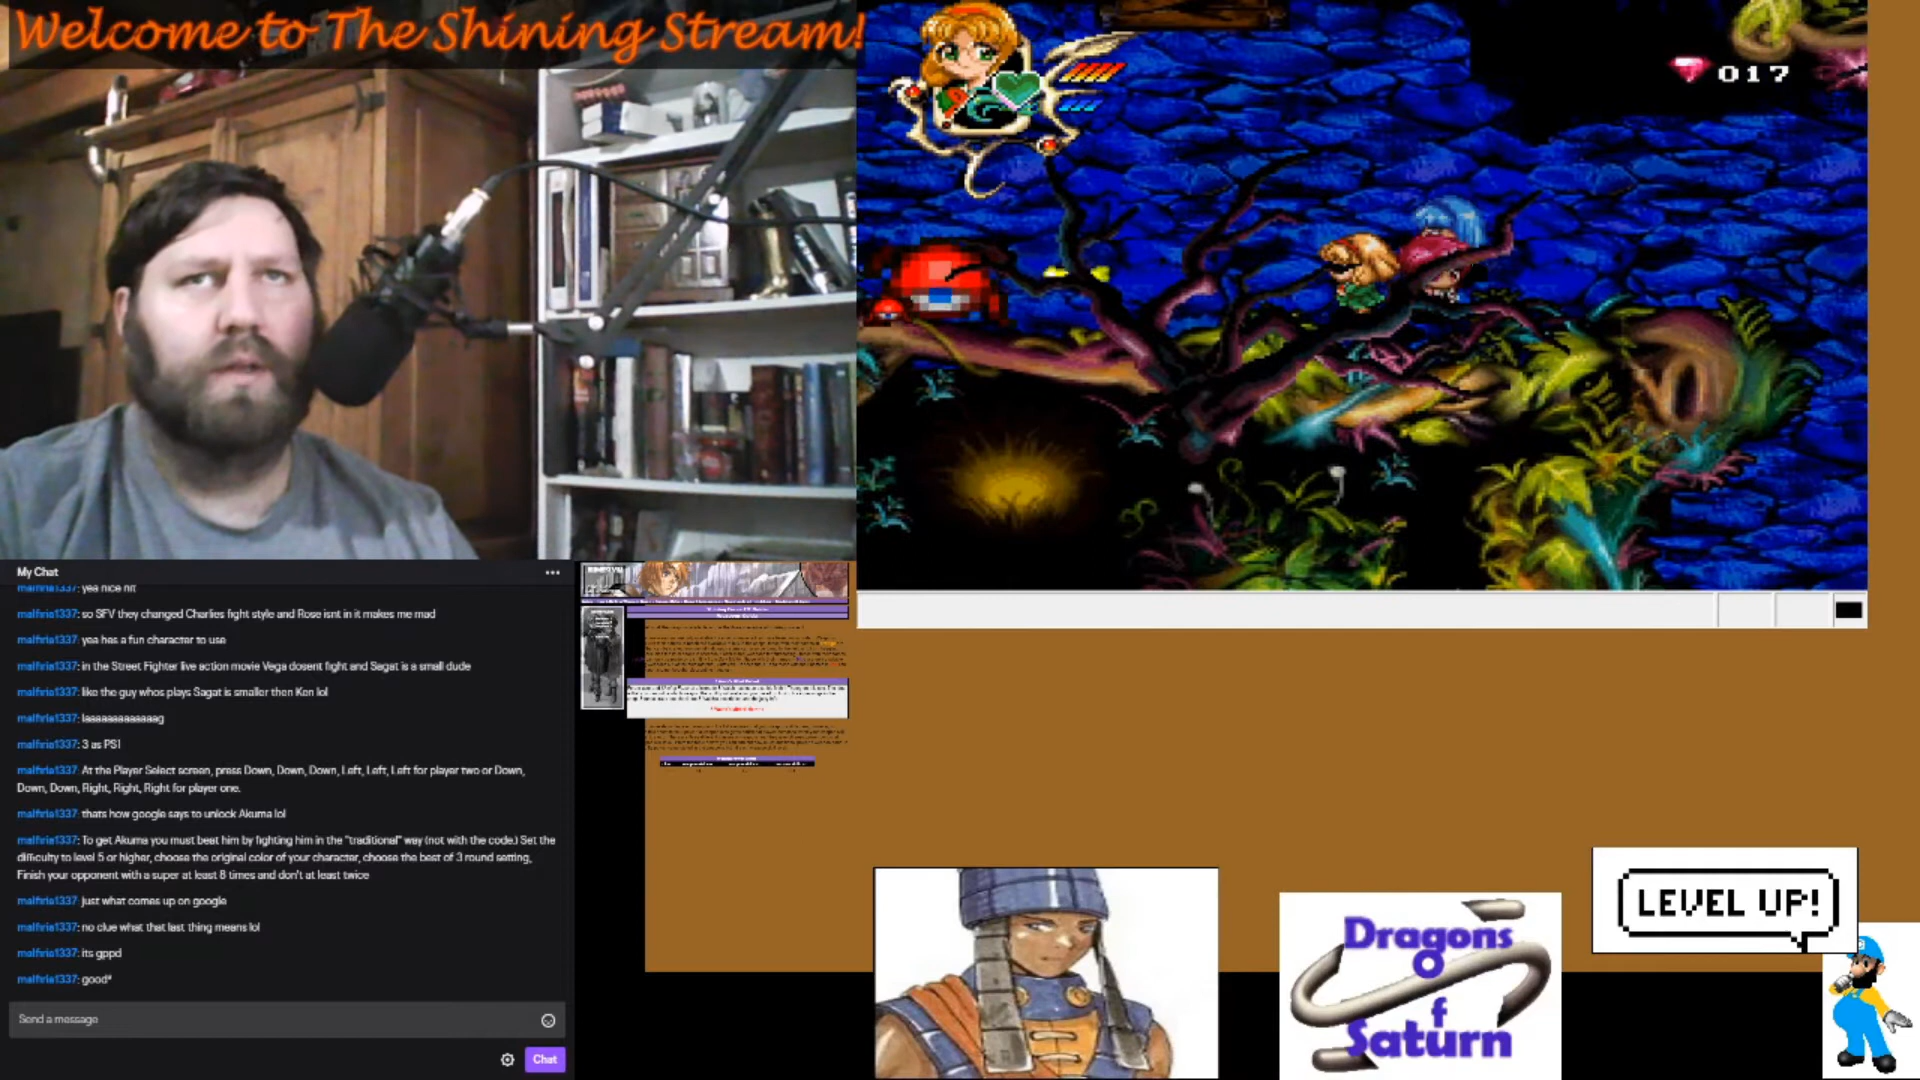 Welcome to The Shining Stream!
017
My Chat
malfria1337: yea nice hit
malfria1337: so SFV they changed Charlies fight style and Rose isnt in it makes me mad
malfria1337: yea hes a fun character to use
malfria1337: in the Street Fighter live action movie Vega dosent fight and Sagat is a small dude
malfria1337: like the guy whos plays Sagat is smaller then Ken lol
malfria1337: laaaaaaaaaaaaag
malfria1337: 3 as PS1
malfria1337: At the Player Select screen, press Down, Down, Down, Left, Left, Left for player two or Down,
Down, Down, Right, Right, Right for player one.
malfria1337: thats how google says to unlock Akuma lol
malfria1337: To get Akuma you must beat him by fighting him in the "traditional" way (not with the code.) Set the
difficulty to level 5 or higher, choose the original color of your character, choose the best of 3 round setting,
Finish your opponent with a super at least 8 times and don't at least twice
malfria1337: just what comes up on google
malfria1337: no clue what that last thing means lol
malfria1337: its gppd
malfria1337: good*
Send a message
Chat
Dragons
O
f
Saturn
LEVEL UP!